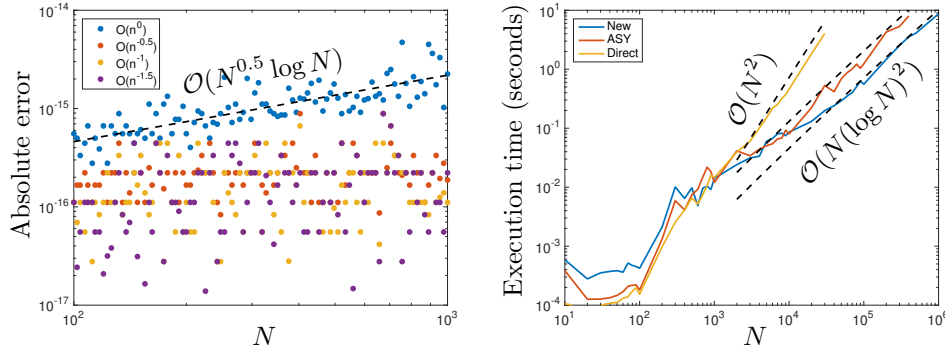 10^-14
10^-15
10^-16
10^-17
Absolute error
O(n^0)
O(n^-0.5)
O(n^-1)
O(n^-1.5)
O(N^0.5 log N)
10^2
10^3
N
10^1
10^0
10^-1
10^-2
10^-3
10^-4
Execution time (seconds)
New
ASY
Direct
O(N^2)
O(N(log N)^2)
10^1
10^2
10^3
10^4
10^5
10^6
N